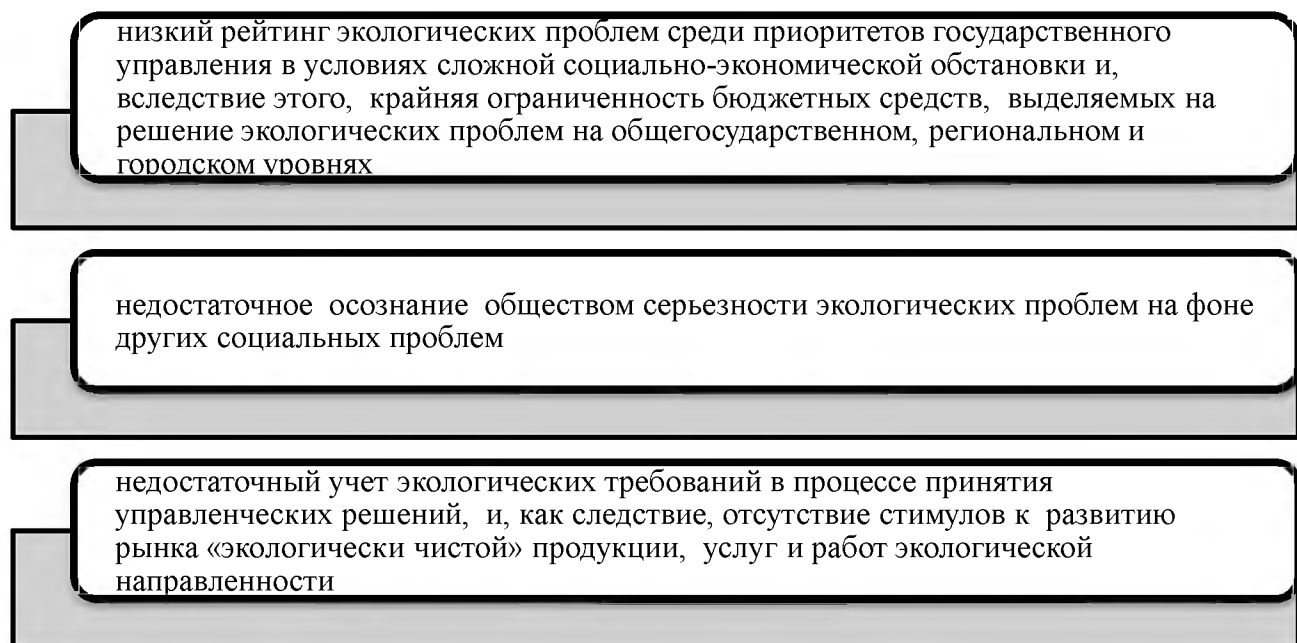 низкий рейтинг экологических проблем среди приоритетов государственного
управления в условиях сложной социально-экономической обстановки и,
вследствие этого, крайняя ограниченность бюджетных средств, выделяемых на
решение экологических проблем на общегосударственном, региональном и
городском уровнях
недостаточное осознание обществом серьезности экологических проблем на фоне
других социальных проблем
недостаточный учет экологических требований в процессе принятия
управленческих решений, и, как следствие, отсутствие стимулов к развитию
рынка «экологически чистой» продукции, услуг и работ экологической
направленности